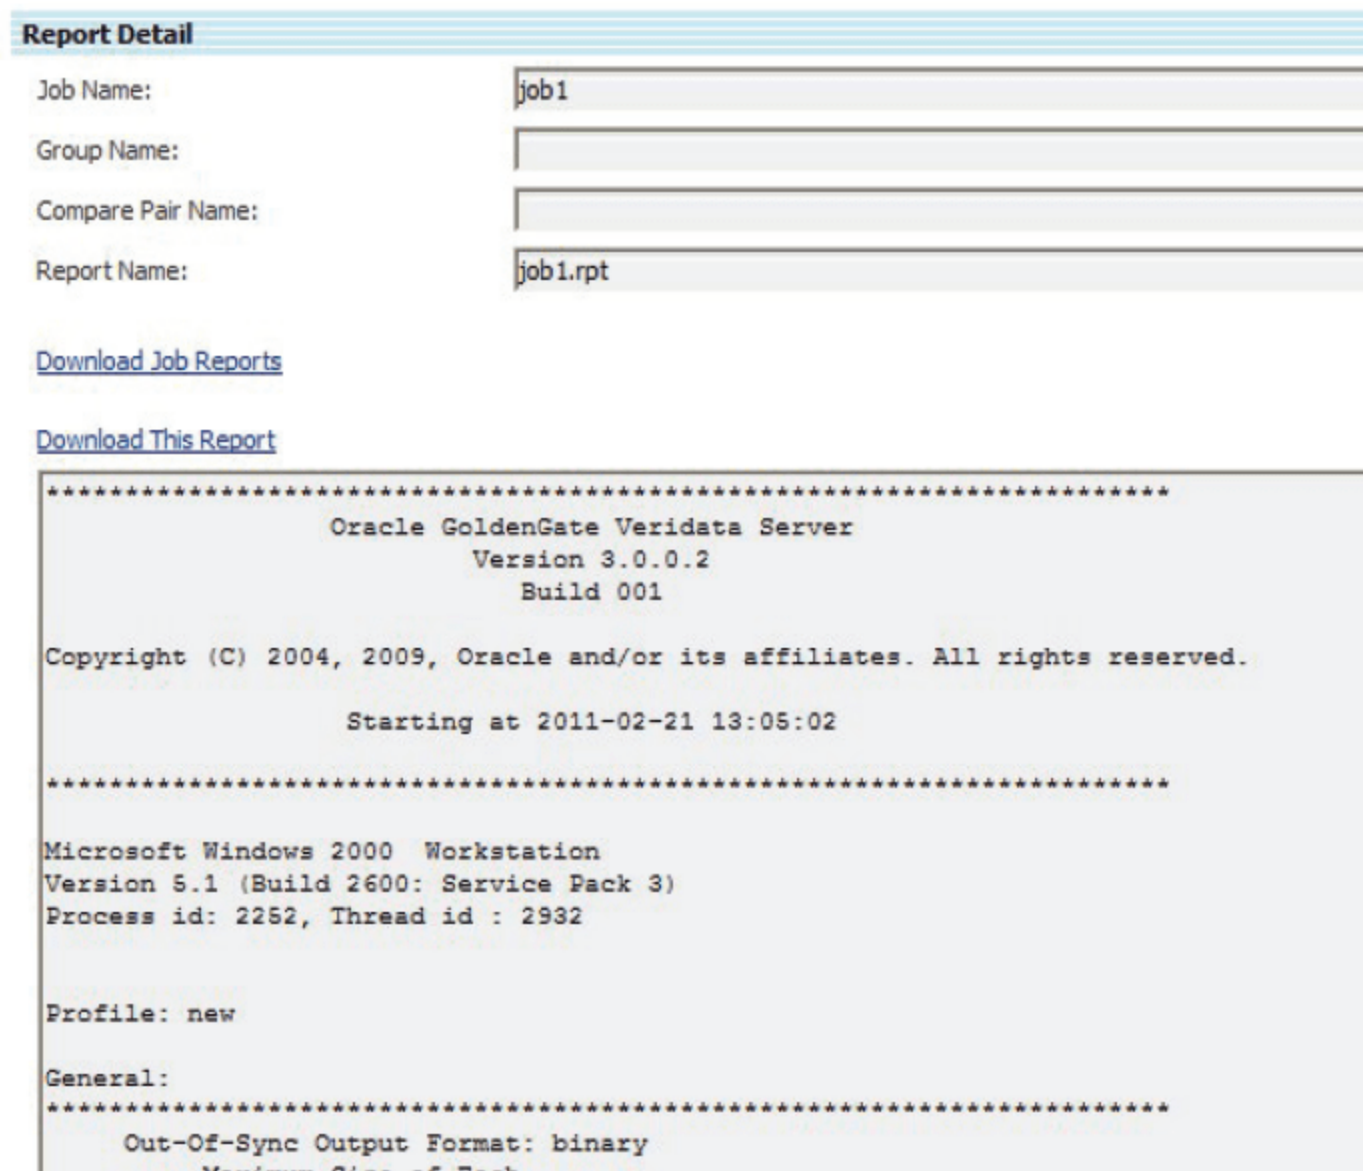 Report Detail
Job Name: job1
Group Name:
Compare Pair Name:
Report Name: job1.rpt
Download Job Reports
Download This Report
***********************************************************************
Oracle GoldenGate Veridata Server
Version 3.0.0.2
Build 001
Copyright (C) 2004, 2009, Oracle and/or its affiliates. All rights reserved.
Starting at 2011-02-21 13:05:02
***********************************************************************
Microsoft Windows 2000  Workstation
Version 5.1 (Build 2600: Service Pack 3)
Process id: 2252, Thread id : 2932
Profile: new
General:
***********************************************************************
Out-Of-Sync Output Format: binary